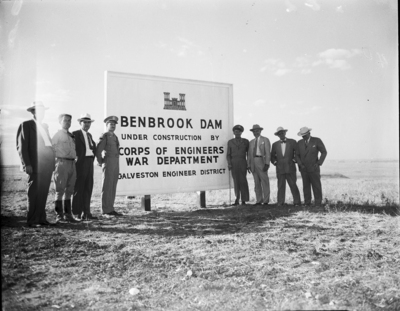 BENBROOK DAM
UNDER CONSTRUCTION BY
CORPS OF ENGINEERS
WAR DEPARTMENT
GALVESTON ENGINEER DISTRICT